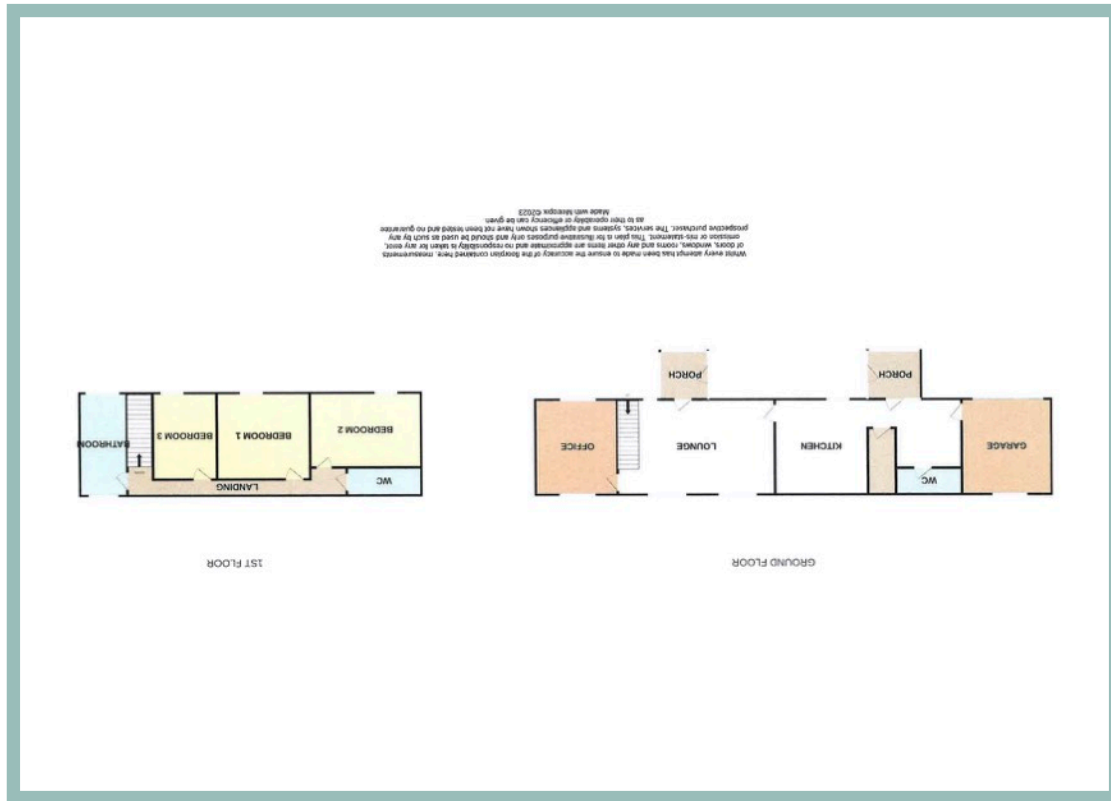 GROUND FLOOR
GARAGE
WC
KITCHEN
LOUNGE
OFFICE
PORCH
PORCH
1ST FLOOR
WC
LANDING
BEDROOM 2
BEDROOM 1
BEDROOM 3
BATHROOM
Whilst every attempt has been made to ensure the accuracy of the floorplan contained here, measurements
of doors, windows, rooms and any other items are approximate and no responsibility is taken for any error,
omission or mis-statement. This plan is for illustrative purposes only and should be used as such by any
prospective purchaser. The services, systems and appliances shown have not been tested and no guarantee
as to their operability or efficiency can be given.
Made with Metropix ©2023